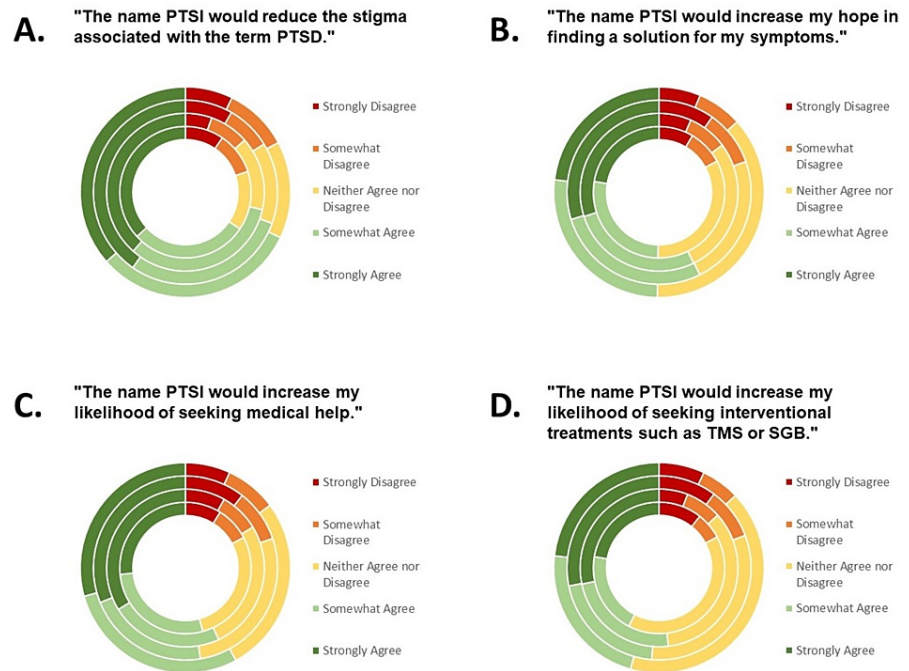 A.
"The name PTSI would reduce the stigma
associated with the term PTSD."
Strongly Disagree
Somewhat
Disagree
Neither Agree nor
Disagree
Somewhat Agree
Strongly Agree
B.
"The name PTSI would increase my hope in
finding a solution for my symptoms."
Strongly Disagree
Somewhat
Disagree
Neither Agree nor
Disagree
Somewhat Agree
Strongly Agree
C.
"The name PTSI would increase my
likelihood of seeking medical help."
Strongly Disagree
Somewhat
Disagree
Neither Agree nor
Disagree
Somewhat Agree
Strongly Agree
D.
"The name PTSI would increase my
likelihood of seeking interventional
treatments such as TMS or SGB."
Strongly Disagree
Somewhat
Disagree
Neither Agree nor
Disagree
Somewhat Agree
Strongly Agree